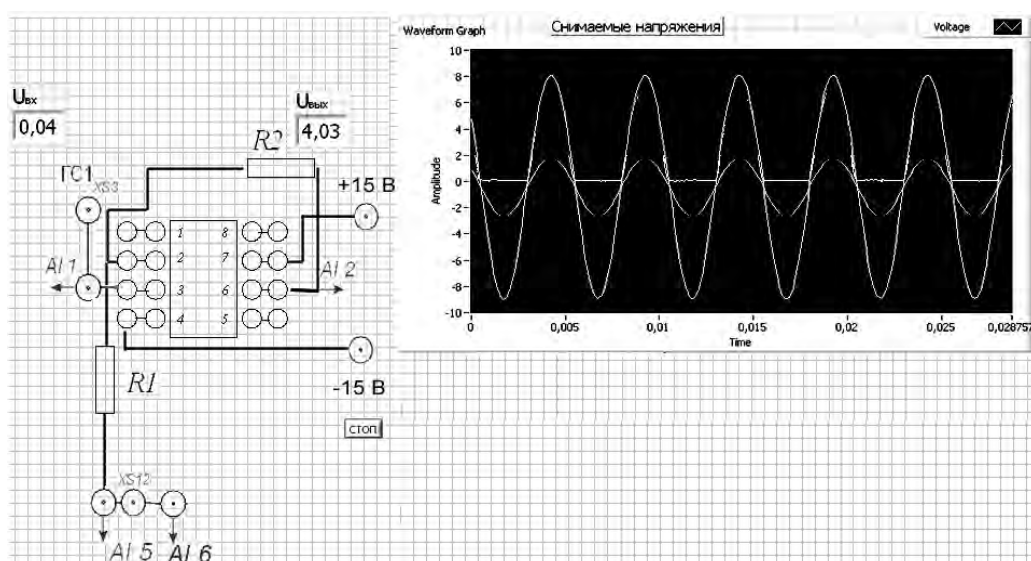 Uвх
0,04
Uвых
4,03
R2
ГС1
XS3
+15 В
1 8
2 7
AI 1
AI 2
3 6
4 5
R1
-15 В
стоп
XS12
AI 5 AI 6
Waveform Graph
Снимаемые напряжения
Voltage
Amplitude
10
8
6
4
2
0
-2
-4
-6
-8
-10
0 0,005 0,01 0,015 0,02 0,025 0,028752
Time